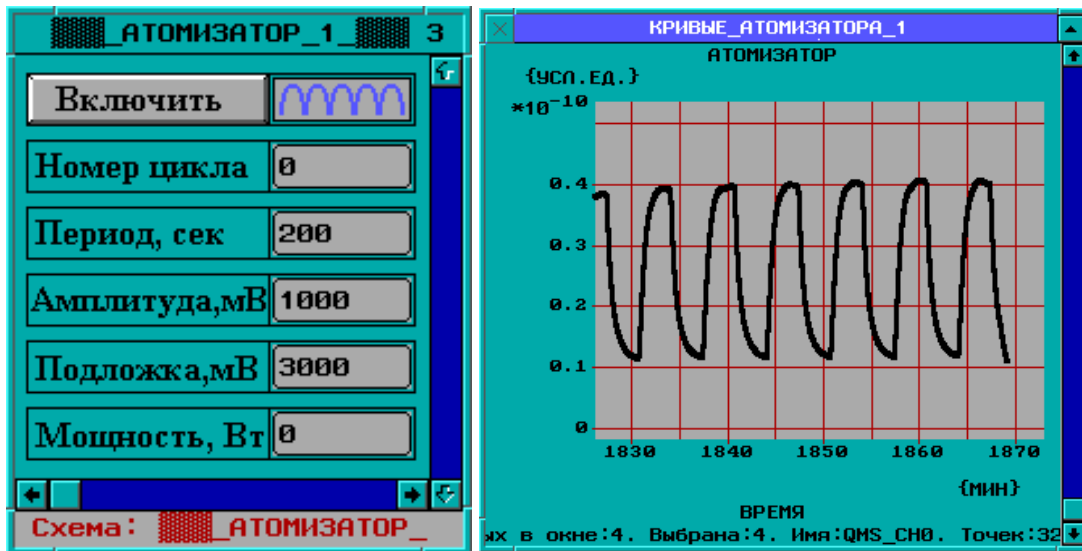 _АТОМИЗАТОР_1_ 3
Включить
Номер цикла 0
Период, сек 200
Амплитуда,мВ 1000
Подложка,мВ 3000
Мощность, Вт 0
Схема: _АТОМИЗАТОР_
КРИВЫЕ_АТОМИЗАТОРА_1
АТОМИЗАТОР
{УСЛ.ЕД.}
*10⁻¹⁰
0.4
0.3
0.2
0.1
0
1830 1840 1850 1860 1870
{МИН}
ВРЕМЯ
ых в окне:4. Выбрана:4. Имя:QMS_CH0. Точек:32